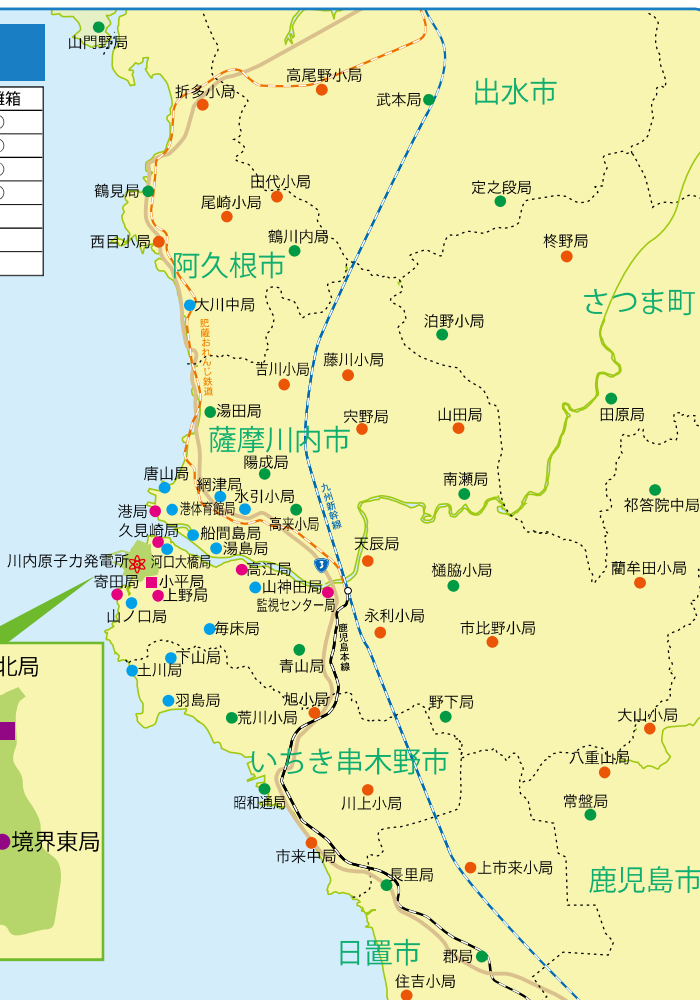 山門野局
高尾野小局
折多小局
武本局
出水市
雑箱
○
○
○
○
鶴見局
田代小局
尾崎小局
定之段局
西目小局
鶴川内局
柊野局
阿久根市
さつま町
大川中局
肥薩おれんじ鉄道
泊野小局
吉川小局
藤川小局
湯田局
穴野局
山田局
田原局
薩摩川内市
陽成局
唐山局
網津局
水引小局
南瀬局
九州新幹線
祁答院中局
港局
港体育館局
高来小局
久見崎局
船間島局
湯島局
天辰局
川内原子力発電所
河口大橋局
高江局
3
樋脇小局
藺牟田小局
寄田局
小平局
上野局
山神田局
監視センター局
山ノ口局
永利小局
毎床局
鹿児島本線
市比野小局
下山局
土川局
青山局
北局
羽島局
荒川小局
旭小局
野下局
大山小局
いちき串木野市
八重山局
昭和通局
川上小局
常盤局
境界東局
市来中局
上市来小局
長里局
鹿児島市
日置市
郡局
住吉小局